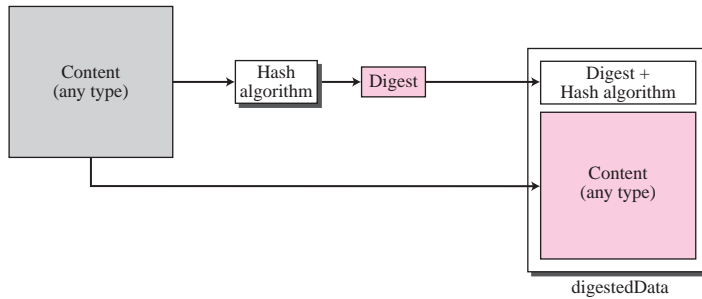 Content
(any type)
Hash
algorithm
Digest
Digest +
Hash algorithm
Content
(any type)
digestedData